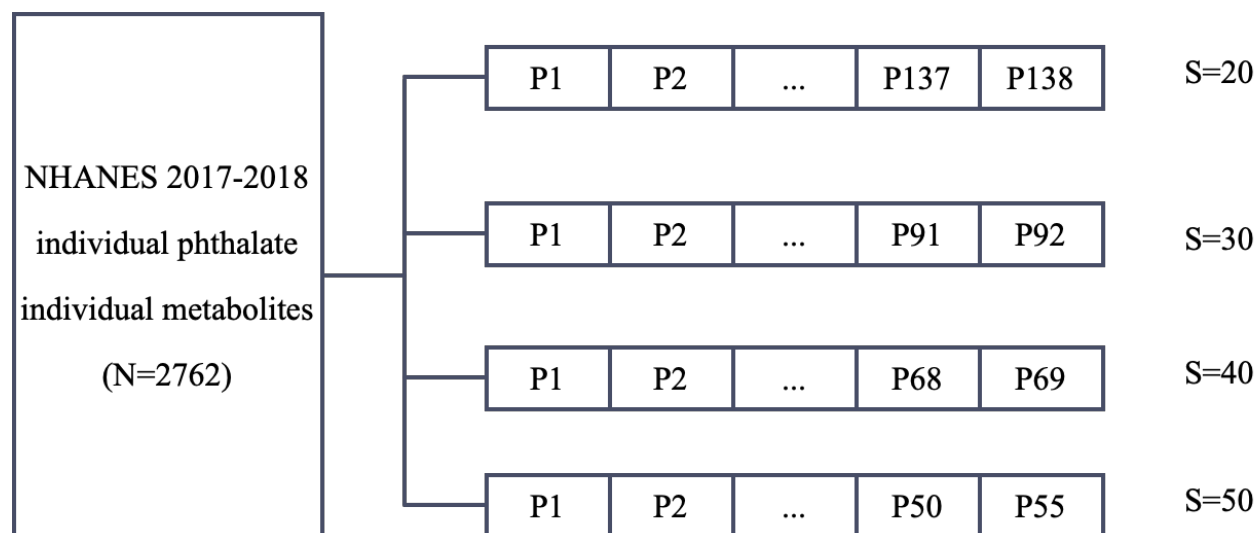 NHANES 2017-2018
individual phthalate
individual metabolites
(N=2762)
P1 P2 ... P137 P138 S=20
P1 P2 ... P91 P92 S=30
P1 P2 ... P68 P69 S=40
P1 P2 ... P50 P55 S=50